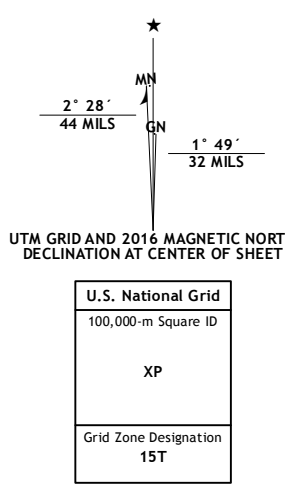 ★
MN
GN
2° 28´
44 MILS
1° 49´
32 MILS
UTM GRID AND 2016 MAGNETIC NORT
DECLINATION AT CENTER OF SHEET
U.S. National Grid
100,000-m Square ID
XP
Grid Zone Designation
15T